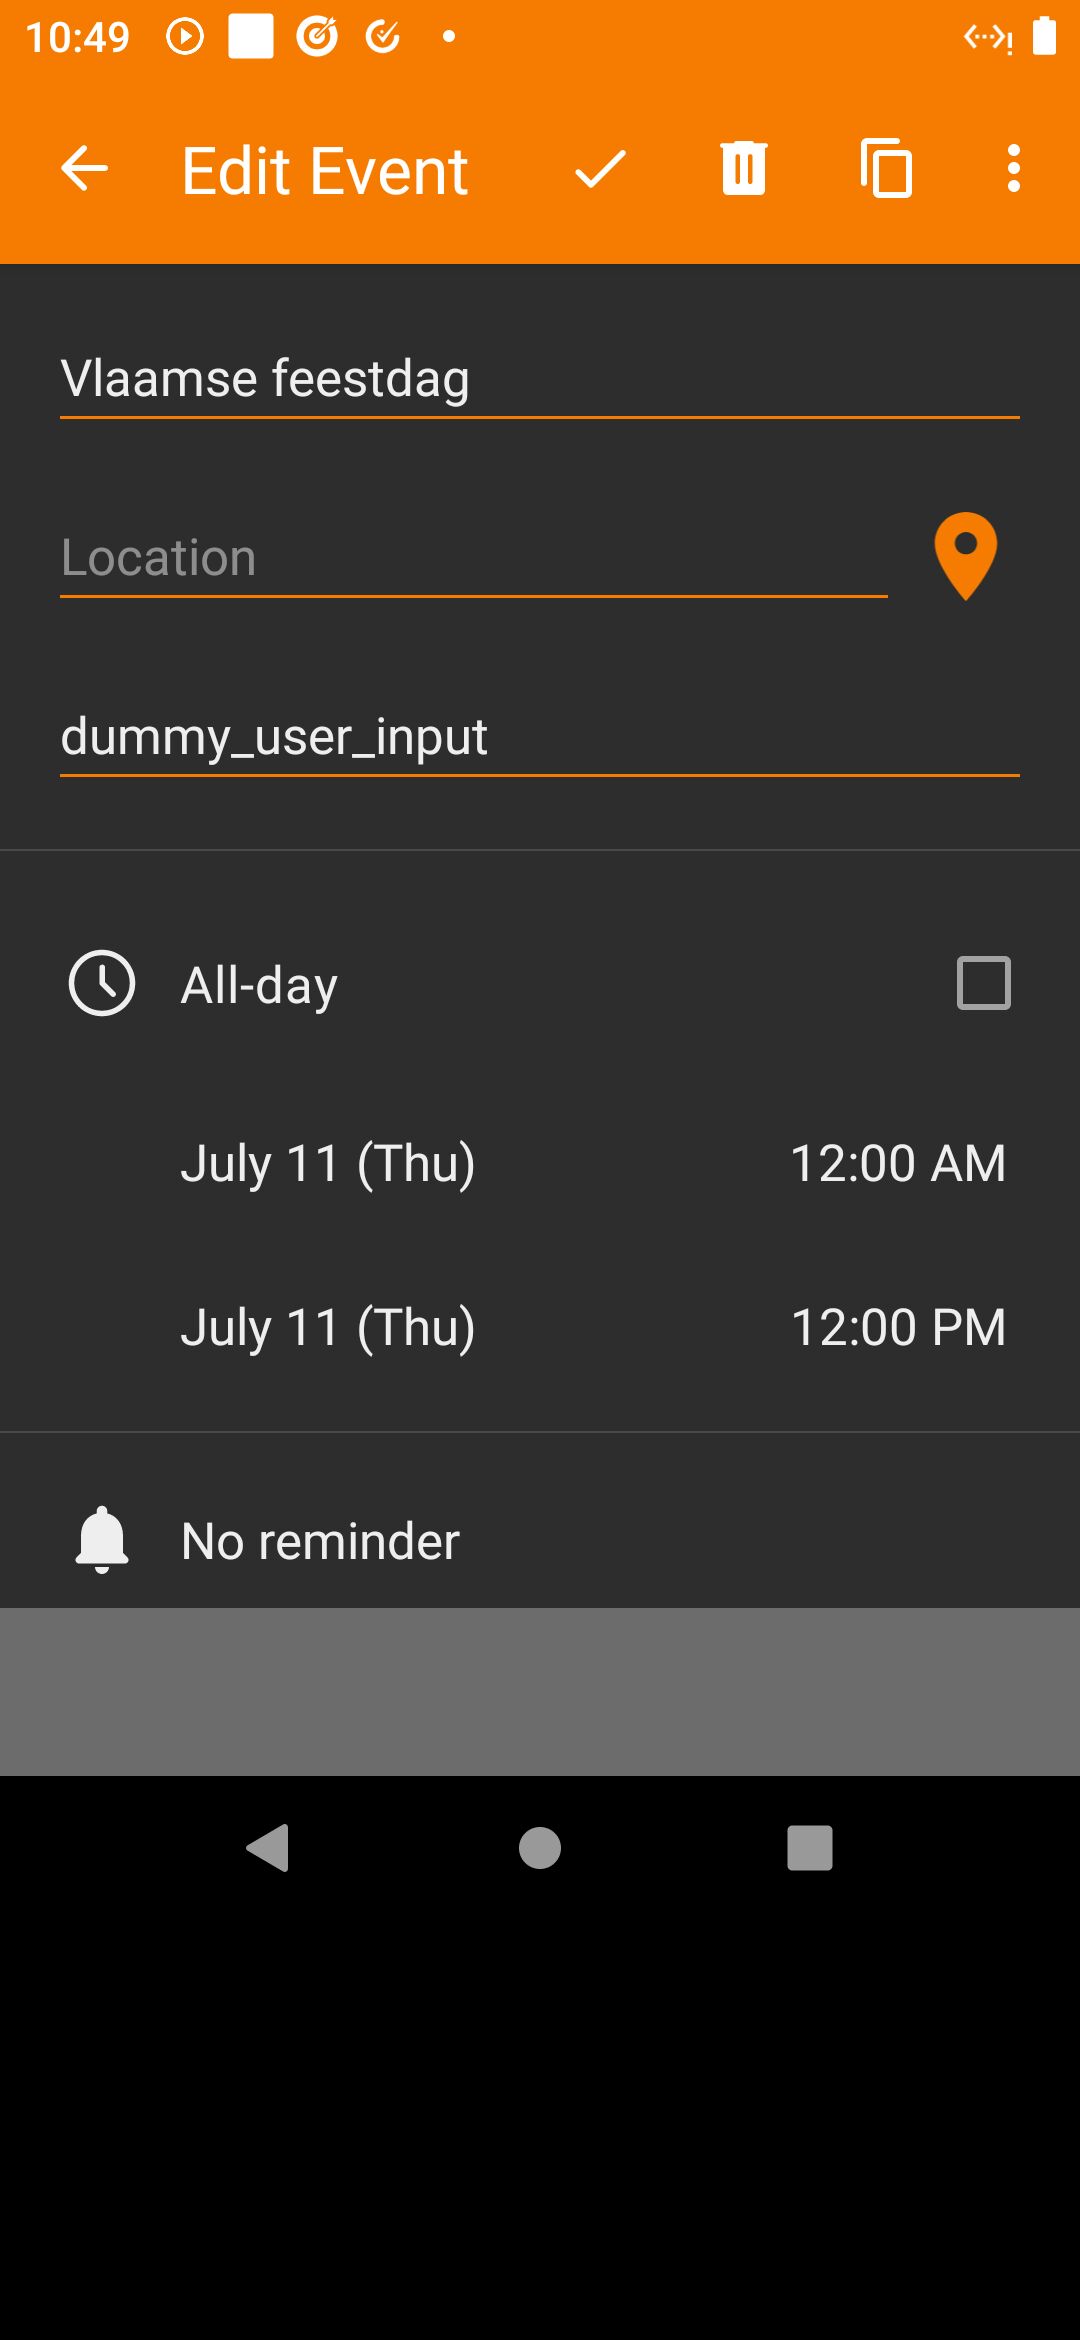 10:49
Edit Event
Vlaamse feestdag
Location
dummy_user_input
All-day
July 11 (Thu) 12:00 AM
July 11 (Thu) 12:00 PM
No reminder